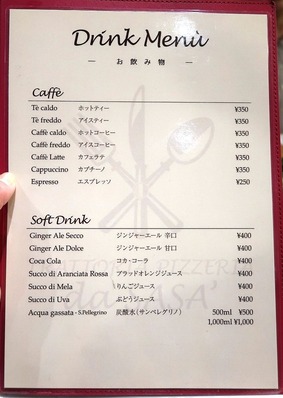 Drink Menù
— お飲み物 —
Caffè
Tè caldo ホットティー ¥350
Tè freddo アイスティー ¥350
Caffè caldo ホットコーヒー ¥350
Caffè freddo アイスコーヒー ¥350
Caffè Latte カフェラテ ¥350
Cappuccino カプチーノ ¥350
Espresso エスプレッソ ¥250
Soft Drink
Ginger Ale Secco ジンジャーエール 辛口 ¥400
Ginger Ale Dolce ジンジャーエール 甘口 ¥400
Coca Cola コカ・コーラ ¥400
Succo di Aranciata Rossa ブラッドオレンジジュース ¥400
Succo di Mela りんごジュース ¥400
Succo di Uva ぶどうジュース ¥400
Acqua gassata - S.Pellegrino 炭酸水(サンペレグリノ) 500ml ¥500
1,000ml ¥1,000